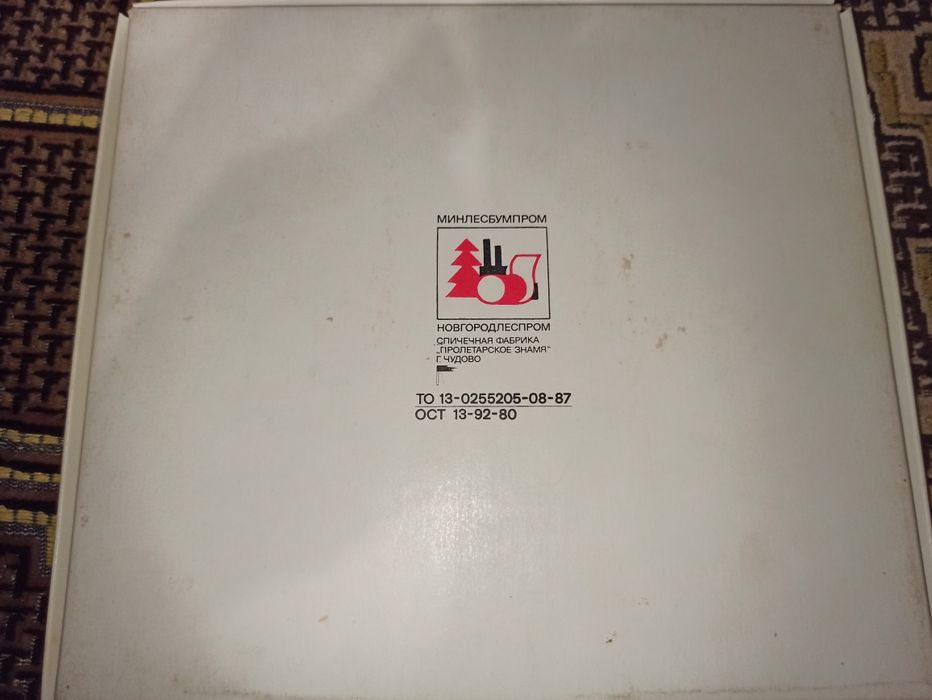 МИНЛЕСБУМПРОМ
НОВГОРОДЛЕСПРОМ
СПИЧЕЧНАЯ ФАБРИКА
„ПРОЛЕТАРСКОЕ ЗНАМЯ"
Г. ЧУДОВО
ТО 13-0255205-08-87
ОСТ 13-92-80